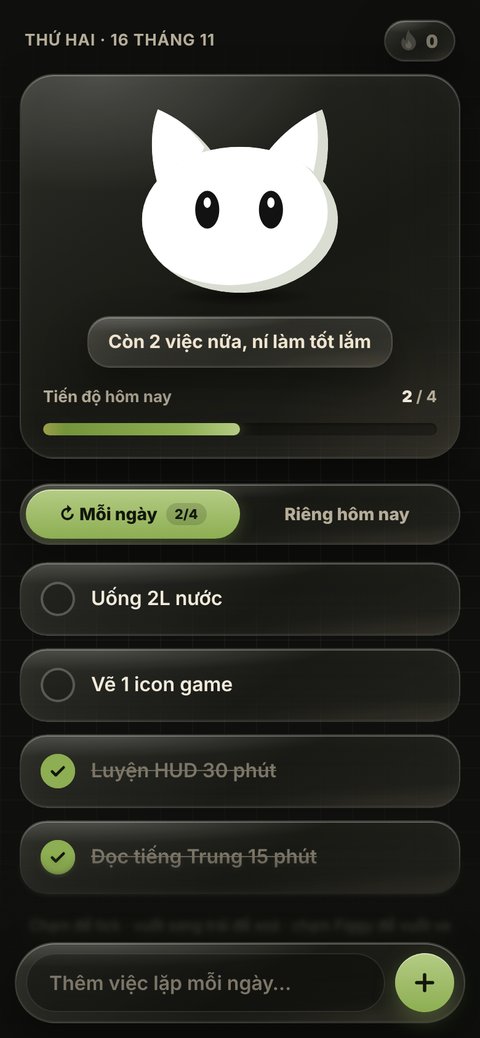 THỨ HAI · 16 THÁNG 11
0
Còn 2 việc nữa, ní làm tốt lắm
Tiến độ hôm nay
2 / 4
Mỗi ngày 2/4
Riêng hôm nay
Uống 2L nước
Vẽ 1 icon game
Luyện HUD 30 phút
Đọc tiếng Trung 15 phút
Thêm việc lặp mỗi ngày...